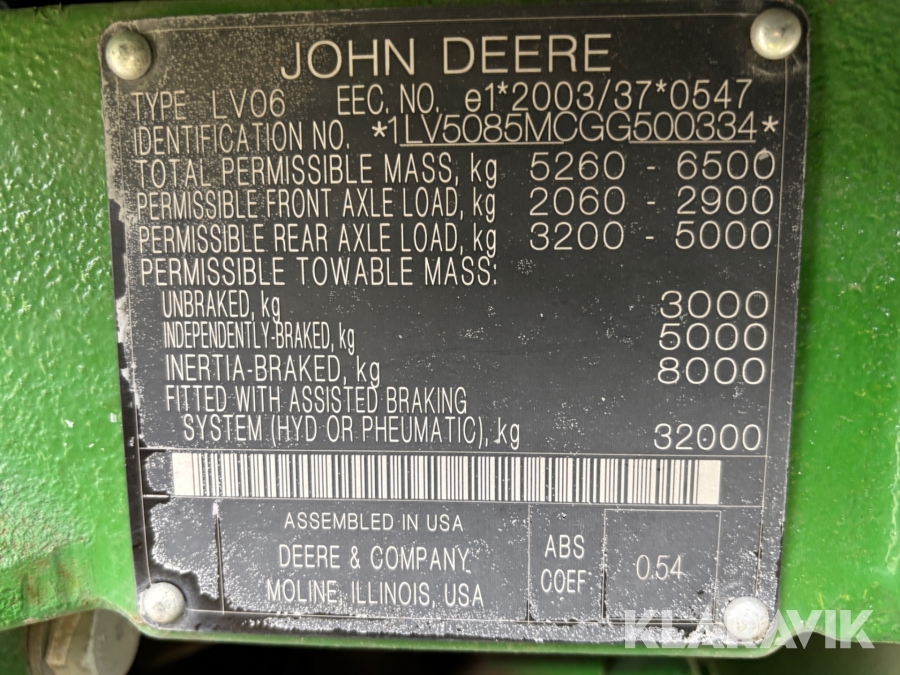 JOHN DEERE
TYPE LV06 EEC. NO. e1*2003/37*0547
IDENTIFICATION NO. *1LV5085MCGG500334*
TOTAL PERMISSIBLE MASS, kg 5260 - 6500
PERMISSIBLE FRONT AXLE LOAD, kg 2060 - 2900
PERMISSIBLE REAR AXLE LOAD, kg 3200 - 5000
PERMISSIBLE TOWABLE MASS:
UNBRAKED, kg 3000
INDEPENDENTLY-BRAKED, kg 5000
INERTIA-BRAKED, kg 8000
FITTED WITH ASSISTED BRAKING
SYSTEM (HYD OR PHEUMATIC), kg 32000
ASSEMBLED IN USA
DEERE & COMPANY
MOLINE, ILLINOIS, USA
ABS
COEF
0.54
KLARAVIK